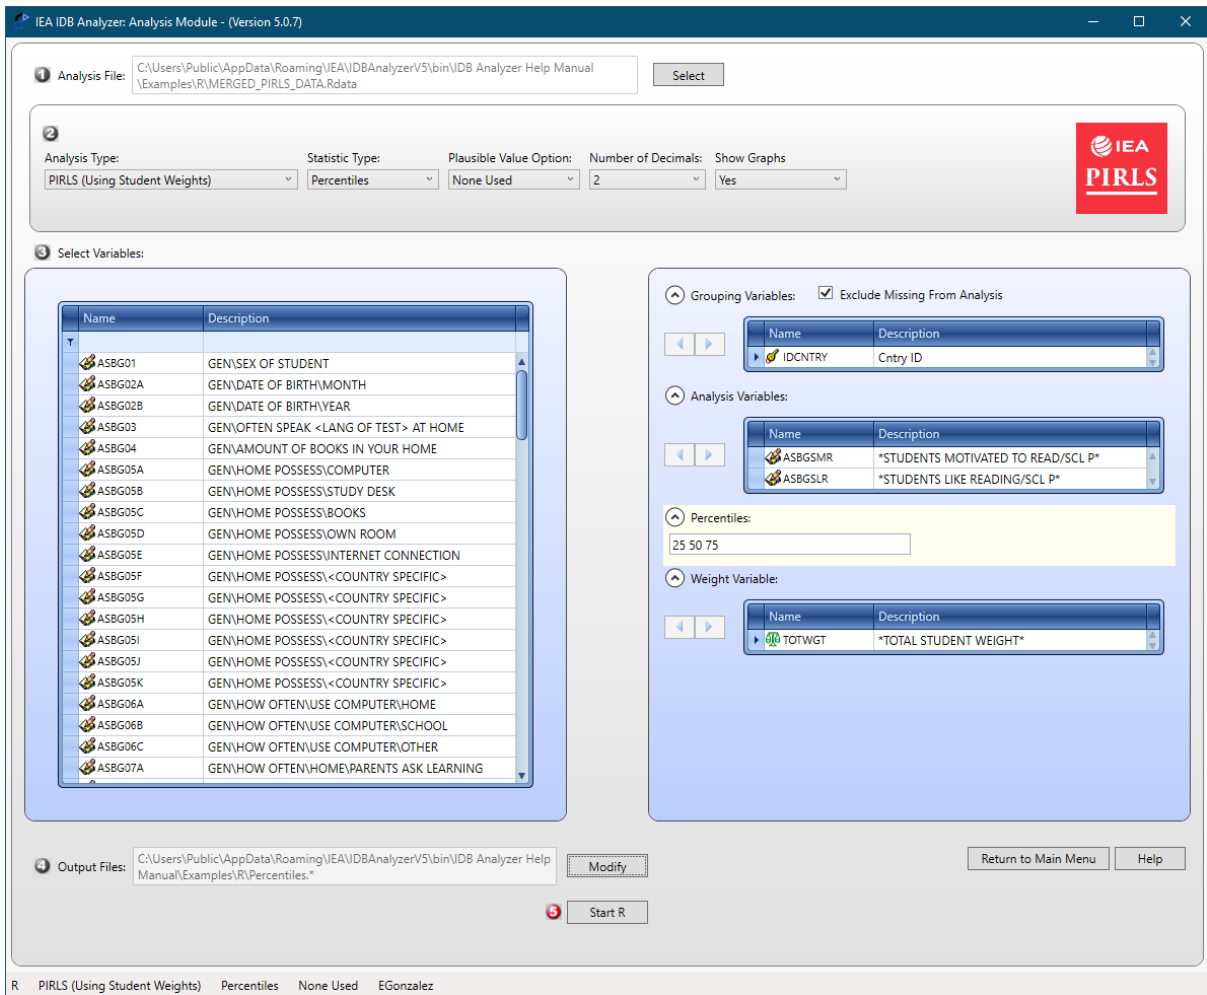 IEA IDB Analyzer: Analysis Module - (Version 5.0.7)
1 Analysis File:
C:\Users\Public\AppData\Roaming\IEA\IDBAnalyzerV5\bin\IDB Analyzer Help Manual
\Examples\R\MERGED_PIRLS_DATA.Rdata
Select
2
Analysis Type: Statistic Type: Plausible Value Option: Number of Decimals: Show Graphs
PIRLS (Using Student Weights) Percentiles None Used 2 Yes
IEA
PIRLS
3 Select Variables:
Name Description
ASBG01 GEN\SEX OF STUDENT
ASBG02A GEN\DATE OF BIRTH\MONTH
ASBG02B GEN\DATE OF BIRTH\YEAR
ASBG03 GEN\OFTEN SPEAK <LANG OF TEST> AT HOME
ASBG04 GEN\AMOUNT OF BOOKS IN YOUR HOME
ASBG05A GEN\HOME POSSESS\COMPUTER
ASBG05B GEN\HOME POSSESS\STUDY DESK
ASBG05C GEN\HOME POSSESS\BOOKS
ASBG05D GEN\HOME POSSESS\OWN ROOM
ASBG05E GEN\HOME POSSESS\INTERNET CONNECTION
ASBG05F GEN\HOME POSSESS\<COUNTRY SPECIFIC>
ASBG05G GEN\HOME POSSESS\<COUNTRY SPECIFIC>
ASBG05H GEN\HOME POSSESS\<COUNTRY SPECIFIC>
ASBG05I GEN\HOME POSSESS\<COUNTRY SPECIFIC>
ASBG05J GEN\HOME POSSESS\<COUNTRY SPECIFIC>
ASBG05K GEN\HOME POSSESS\<COUNTRY SPECIFIC>
ASBG06A GEN\HOW OFTEN\USE COMPUTER\HOME
ASBG06B GEN\HOW OFTEN\USE COMPUTER\SCHOOL
ASBG06C GEN\HOW OFTEN\USE COMPUTER\OTHER
ASBG07A GEN\HOW OFTEN\HOME\PARENTS ASK LEARNING
Grouping Variables: Exclude Missing From Analysis
Name Description
IDCNTRY Cntry ID
Analysis Variables:
Name Description
ASBGSMR *STUDENTS MOTIVATED TO READ/SCL P*
ASBGSLR *STUDENTS LIKE READING/SCL P*
Percentiles:
25 50 75
Weight Variable:
Name Description
TOTWGT *TOTAL STUDENT WEIGHT*
4 Output Files:
C:\Users\Public\AppData\Roaming\IEA\IDBAnalyzerV5\bin\IDB Analyzer Help
Manual\Examples\R\Percentiles.*
Modify
Return to Main Menu Help
5 Start R
R PIRLS (Using Student Weights) Percentiles None Used EGonzalez